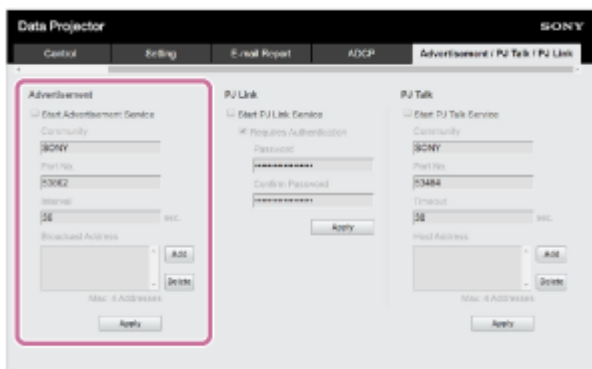 Data Projector
SONY
Control
Setting
E-mail Report
ADCP
Advertisement / PJ Talk / PJ Link
Advertisement
Start Advertisement Service
Community
SONY
Port No.
53862
Interval
30
sec.
Broadcast Address
Add
Delete
Max. 4 Addresses
Apply
PJ Link
Start PJ Link Service
Requires Authentication
Password
Confirm Password
Apply
PJ Talk
Start PJ Talk Service
Community
SONY
Port No.
53484
Timeout
30
sec.
Host Address
Add
Delete
Max. 4 Addresses
Apply